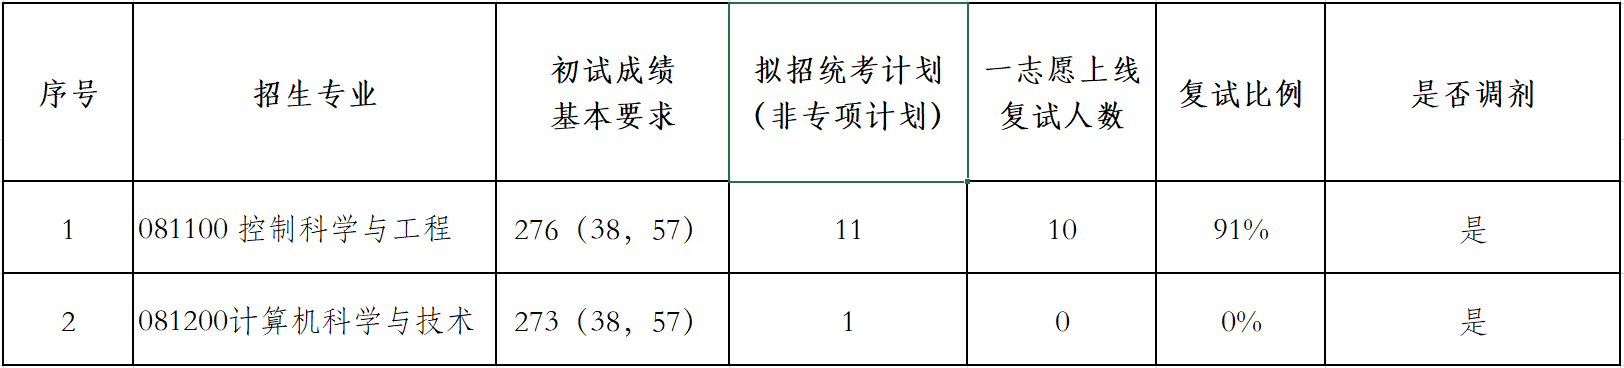 序号
招生专业
初试成绩
基本要求
拟招统考计划
(非专项计划)
一志愿上线
复试人数
复试比例
是否调剂
1
081100 控制科学与工程
276（38，57）
11
10
91%
是
2
081200计算机科学与技术
273（38，57）
1
0
0%
是